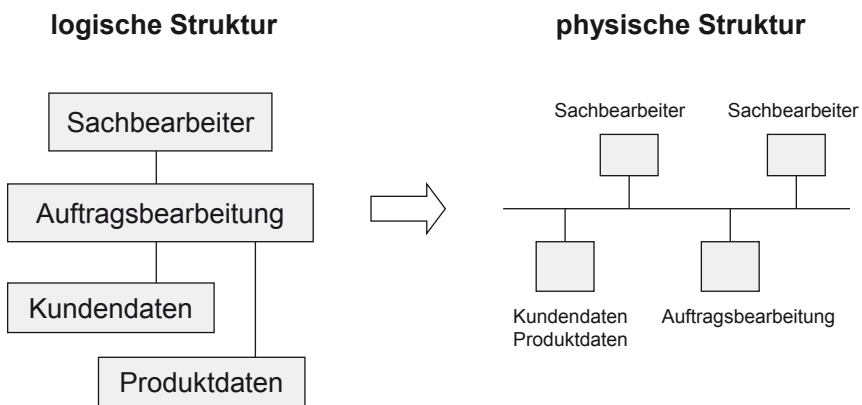 logische Struktur
physische Struktur
Sachbearbeiter
Auftragsbearbeitung
Kundendaten
Produktdaten
Sachbearbeiter
Sachbearbeiter
Kundendaten
Produktdaten
Auftragsbearbeitung